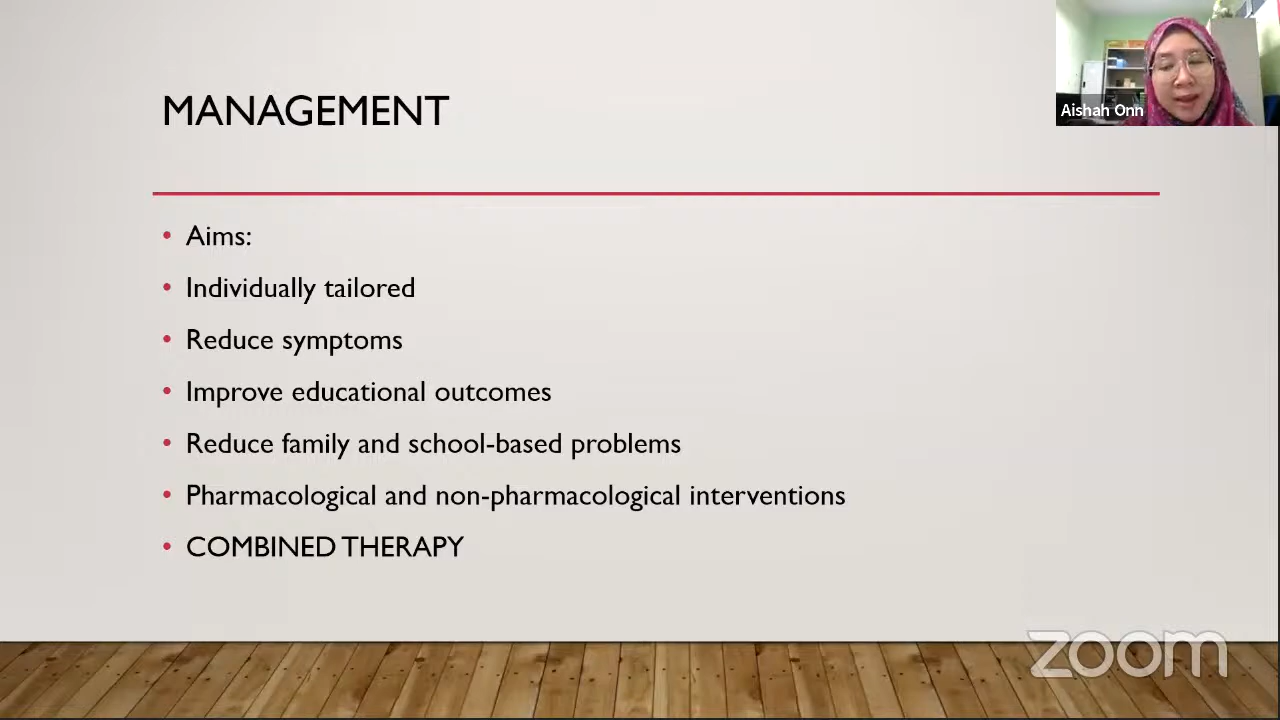 MANAGEMENT
Aishah Onn
• Aims:
• Individually tailored
• Reduce symptoms
• Improve educational outcomes
• Reduce family and school-based problems
• Pharmacological and non-pharmacological interventions
• COMBINED THERAPY
zoom